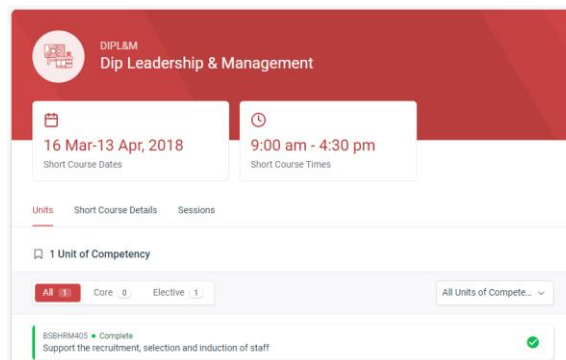 DIPL&M
Dip Leadership & Management
16 Mar-13 Apr, 2018
Short Course Dates
9:00 am - 4:30 pm
Short Course Times
Units Short Course Details Sessions
1 Unit of Competency
All 1 Core 0 Elective 1 All Units of Compete...
BSBHRM405 • Complete
Support the recruitment, selection and induction of staff